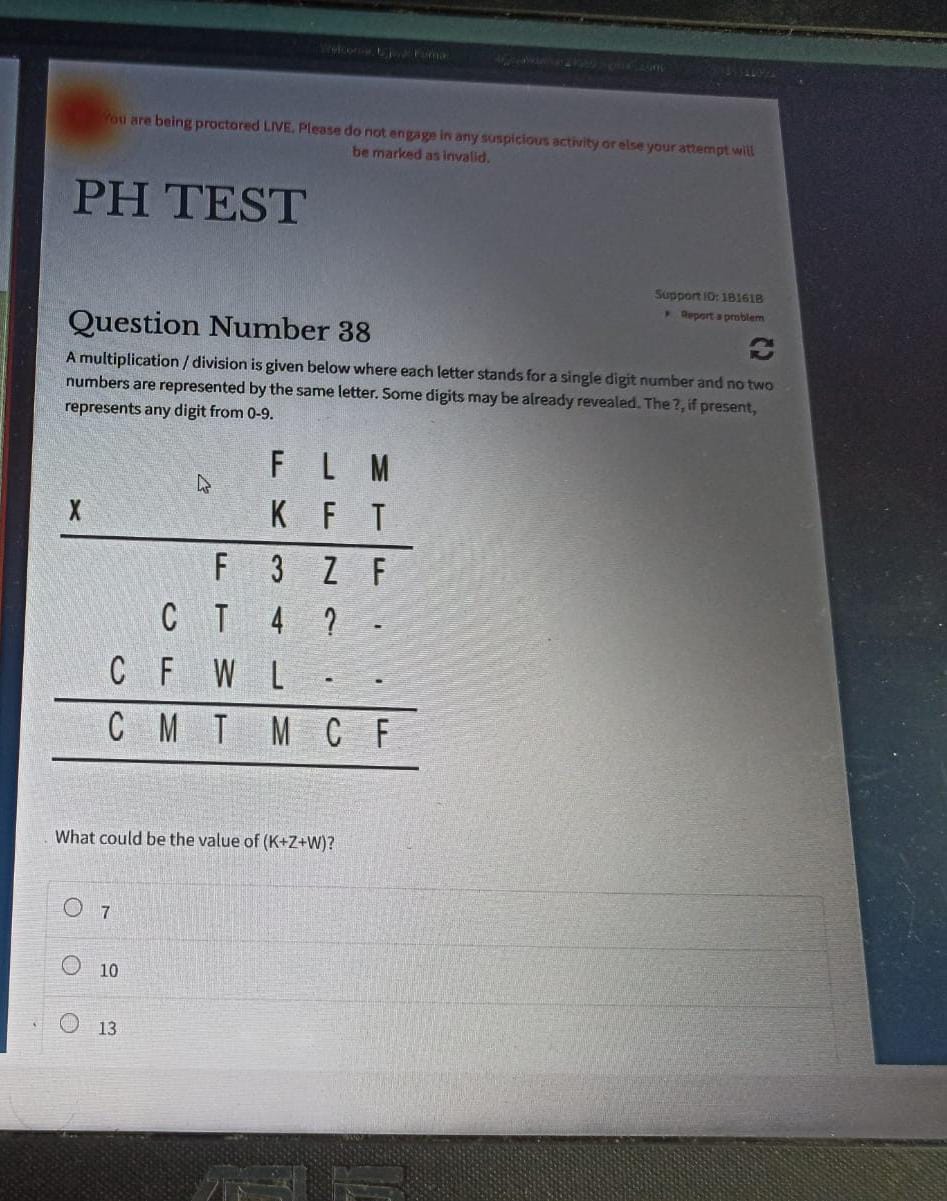 You are being proctored LIVE. Please do not engage in any suspicious activity or else your attempt will
be marked as invalid.
PH TEST
Support ID: 1B161B
Report a problem
Question Number 38
A multiplication / division is given below where each letter stands for a single digit number and no two
numbers are represented by the same letter. Some digits may be already revealed. The ?, if present,
represents any digit from 0-9.
F L M
X K F T
F 3 Z F
C T 4 ? -
C F W L - -
C M T M C F
What could be the value of (K+Z+W)?
7
10
13